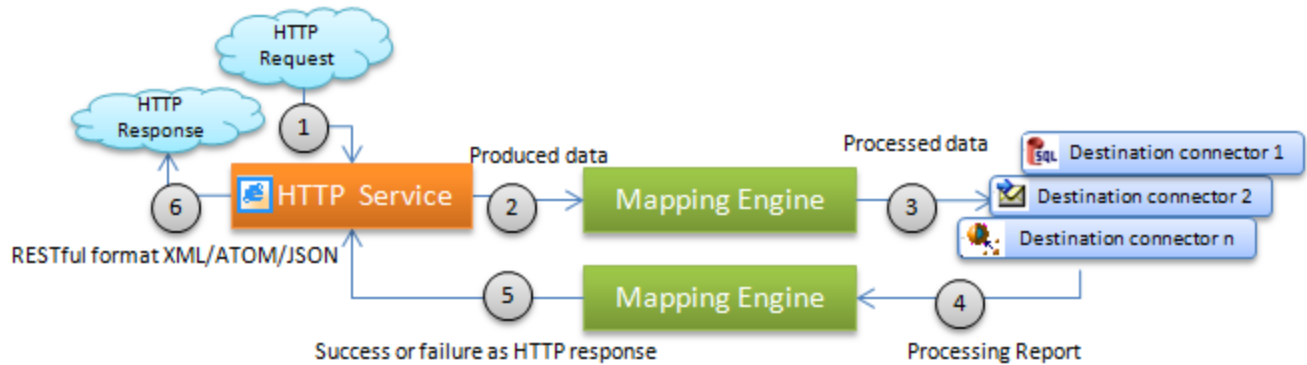 HTTP
Request
HTTP
Response
1
Produced data
Processed data
SQL
Destination connector 1
HTTP Service
2
Mapping Engine
3
Destination connector 2
6
Destination connector n
RESTful format XML/ATOM/JSON
5
Mapping Engine
4
Success or failure as HTTP response
Processing Report